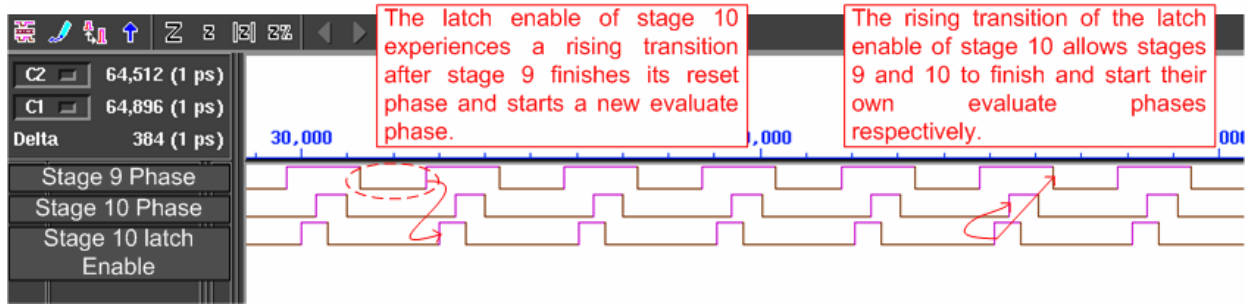 Z Z |Z| Z%
The latch enable of stage 10
experiences a rising transition
after stage 9 finishes its reset
phase and starts a new evaluate
phase.
The rising transition of the latch
enable of stage 10 allows stages
9 and 10 to finish and start their
own evaluate phases
respectively.
C2 64,512 (1 ps)
C1 64,896 (1 ps)
Delta 384 (1 ps)
30,000
,000
000
Stage 9 Phase
Stage 10 Phase
Stage 10 latch
Enable